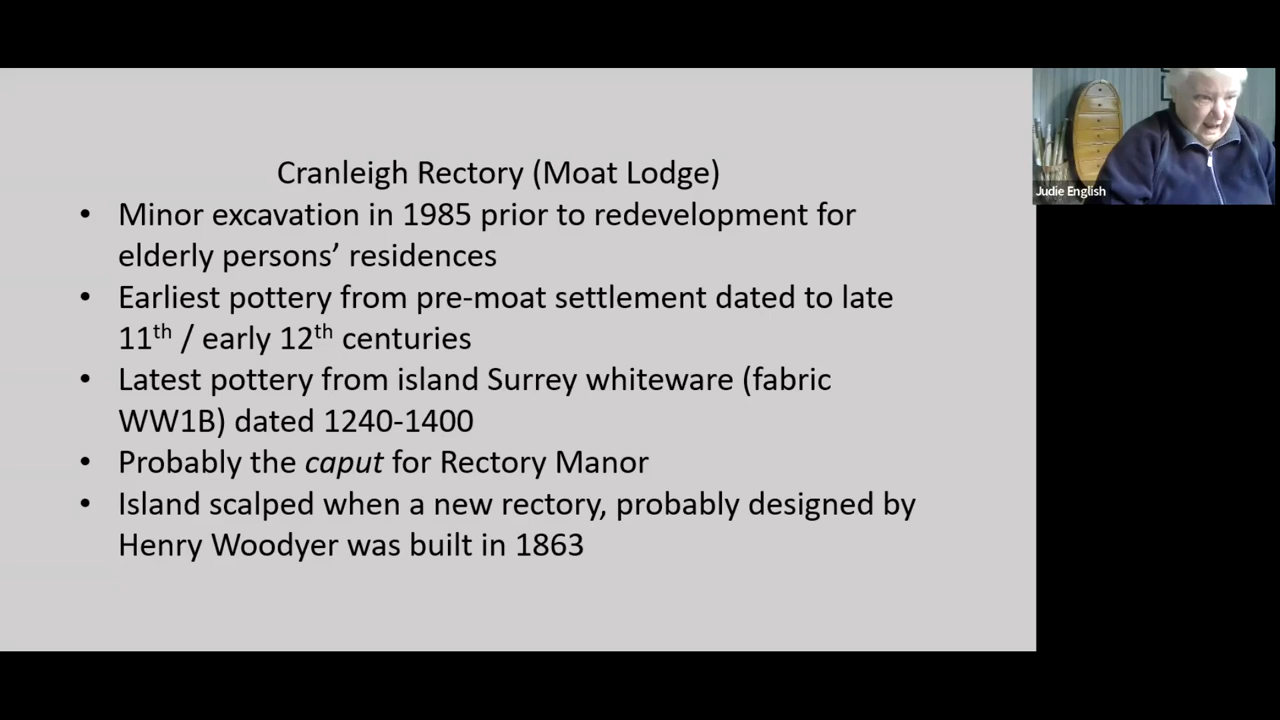 Cranleigh Rectory (Moat Lodge)
• Minor excavation in 1985 prior to redevelopment for
elderly persons’ residences
• Earliest pottery from pre-moat settlement dated to late
11th / early 12th centuries
• Latest pottery from island Surrey whiteware (fabric
WW1B) dated 1240-1400
• Probably the caput for Rectory Manor
• Island scalped when a new rectory, probably designed by
Henry Woodyer was built in 1863
Judie English